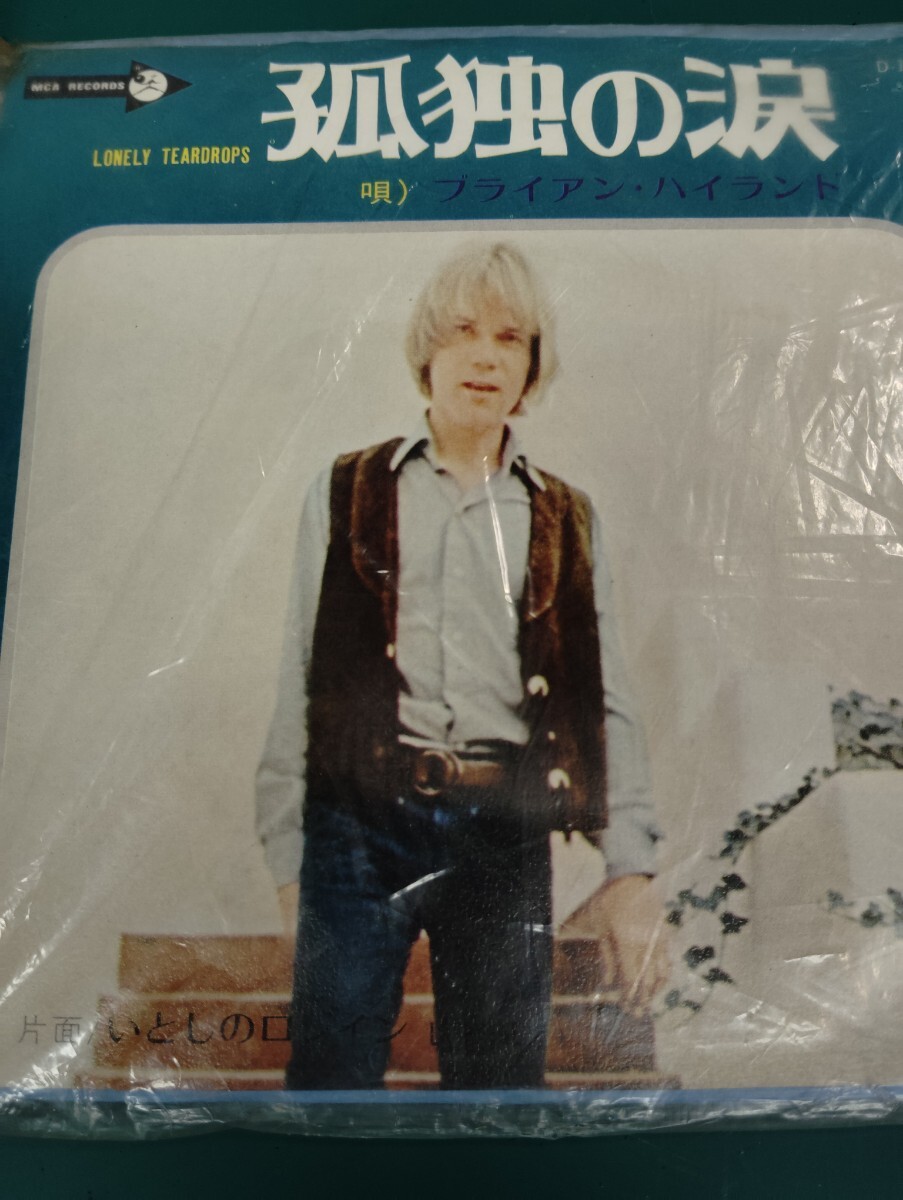 MCA RECORDS
孤独の涙
LONELY TEARDROPS
唄) ブライアン・ハイランド
片面/いとしのロ イン